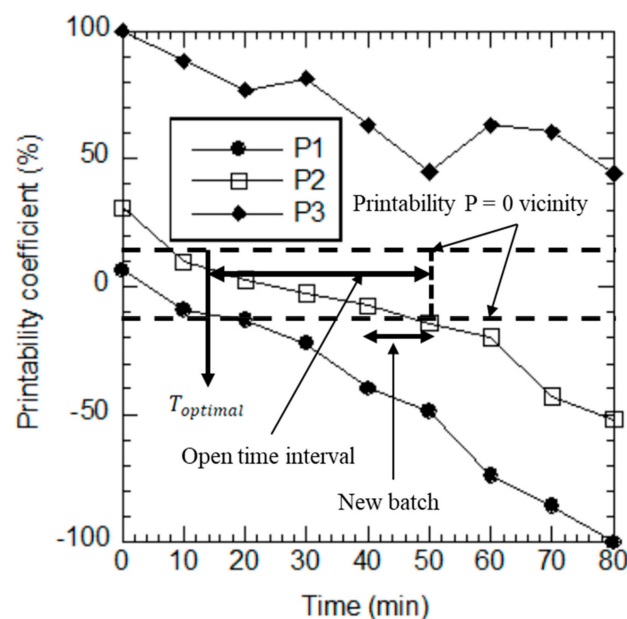 100
50
0
-50
-100
Printability coefficient (%)
P1
P2
P3
Printability P = 0 vicinity
T_optimal
Open time interval
New batch
0 10 20 30 40 50 60 70 80
Time (min)